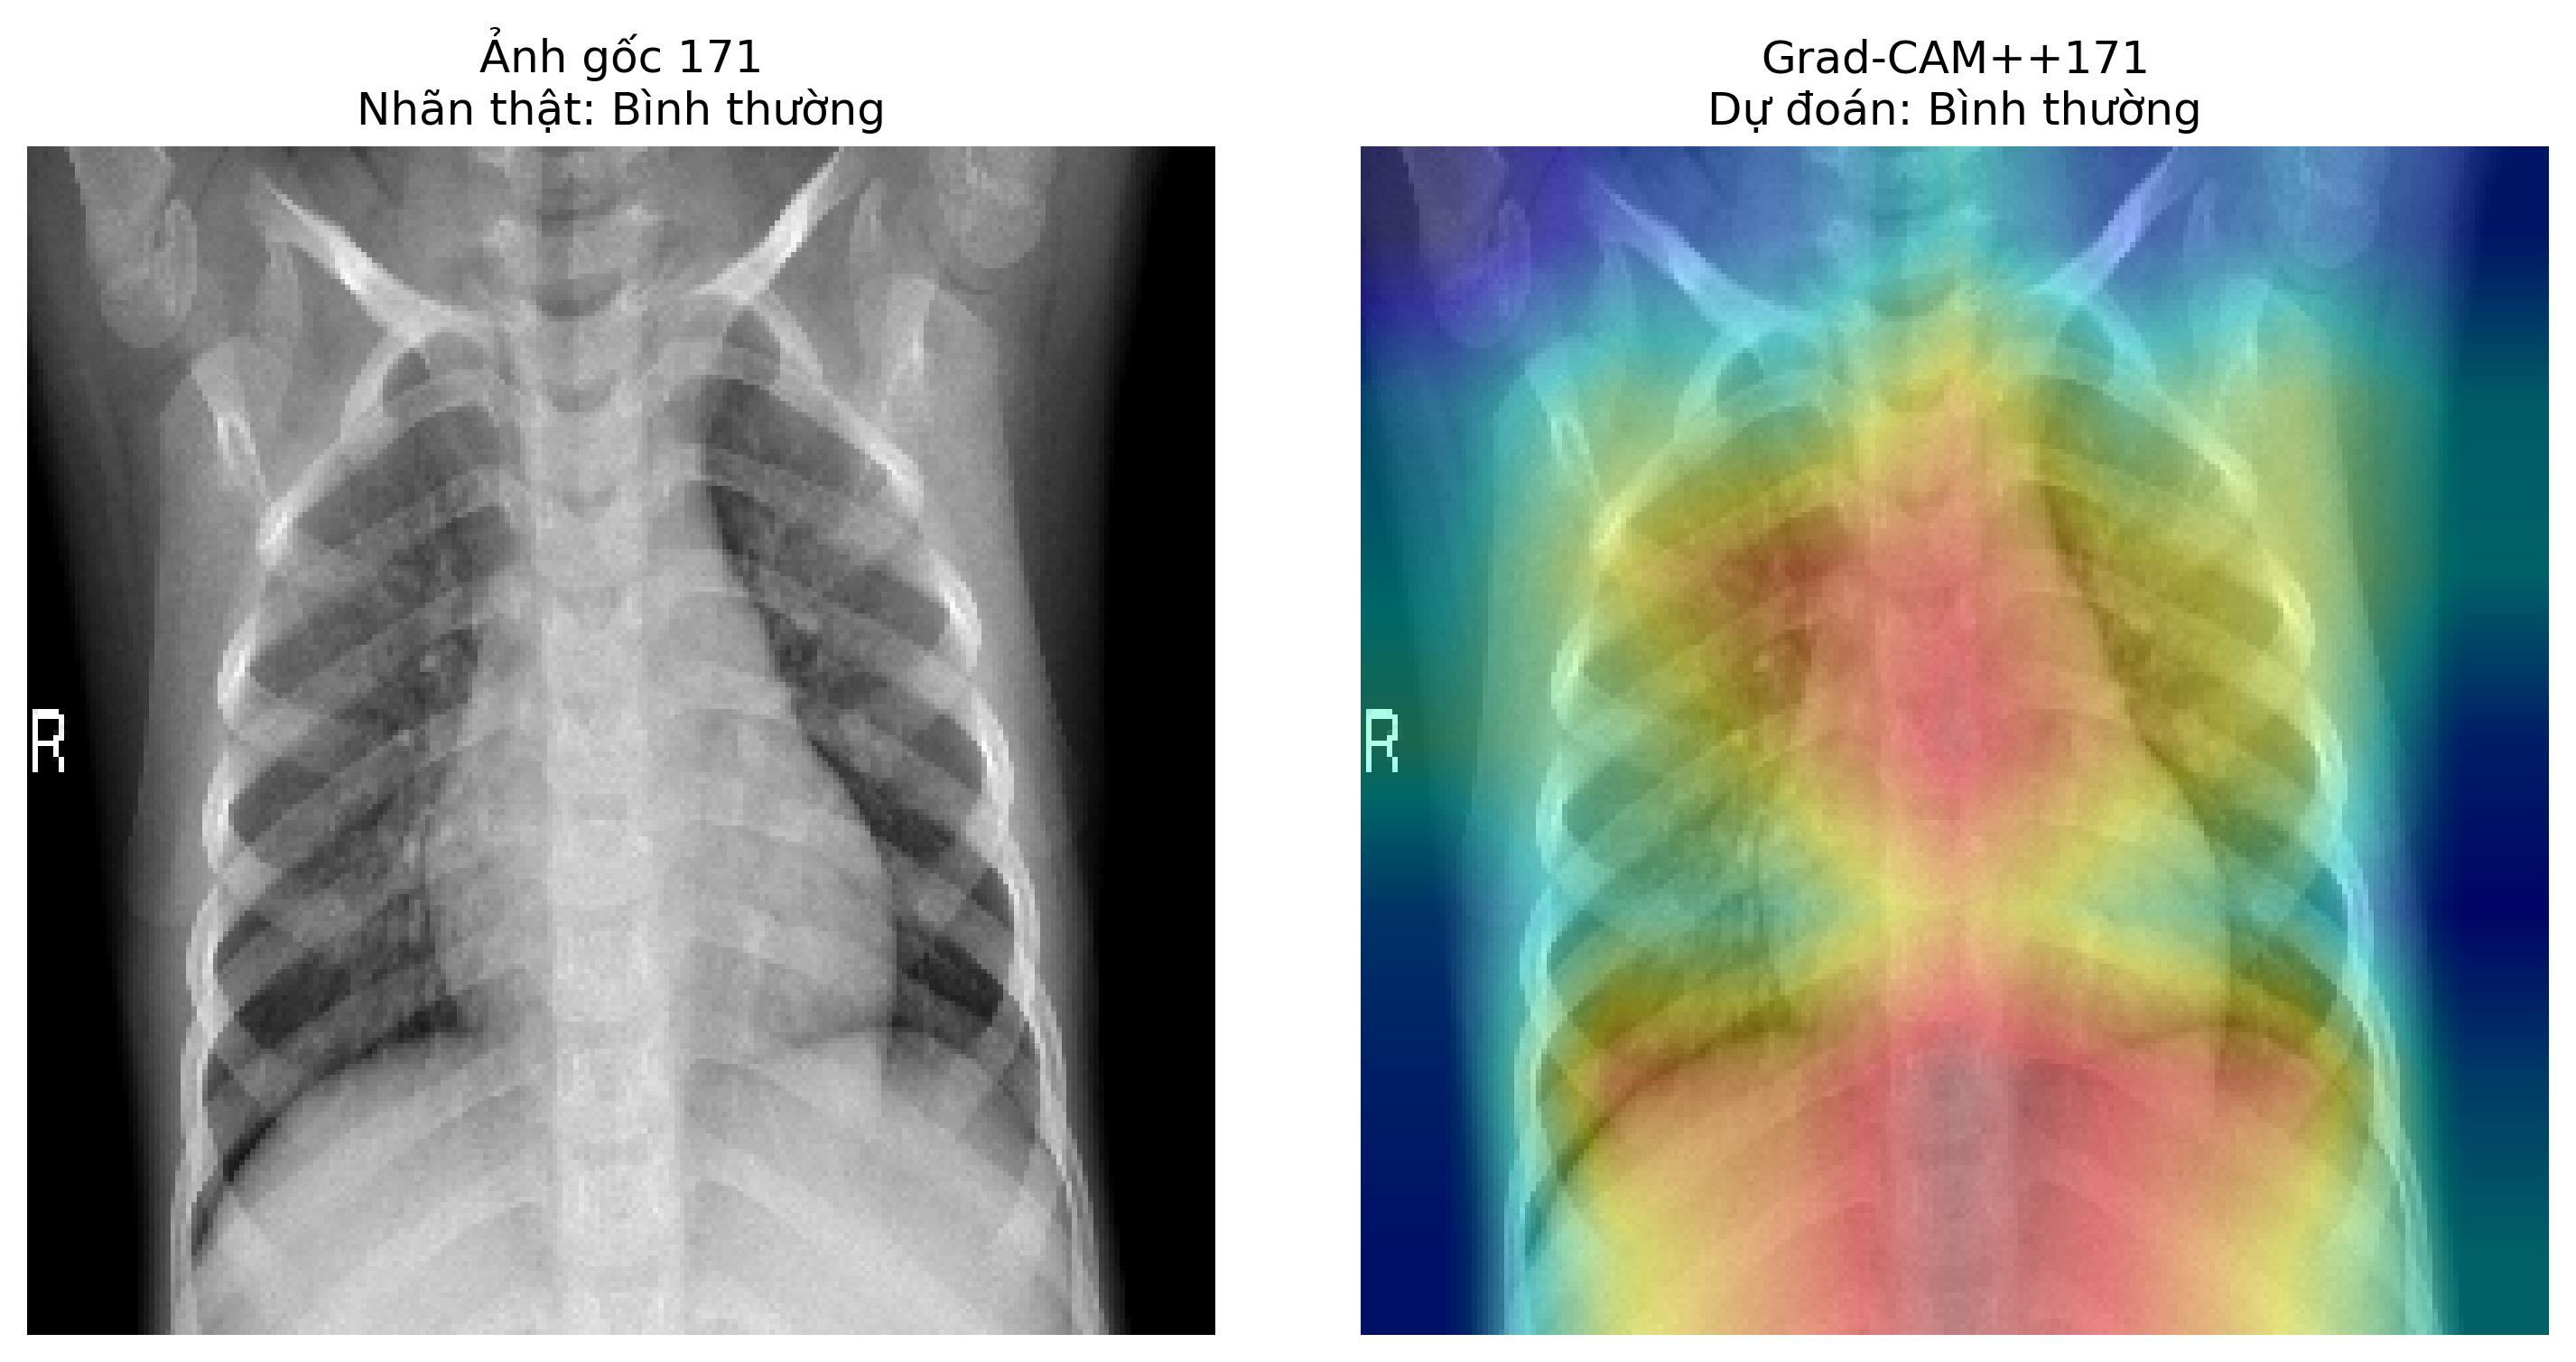 Ảnh gốc 171
Nhãn thật: Bình thường
Grad-CAM++171
Dự đoán: Bình thường
R
R